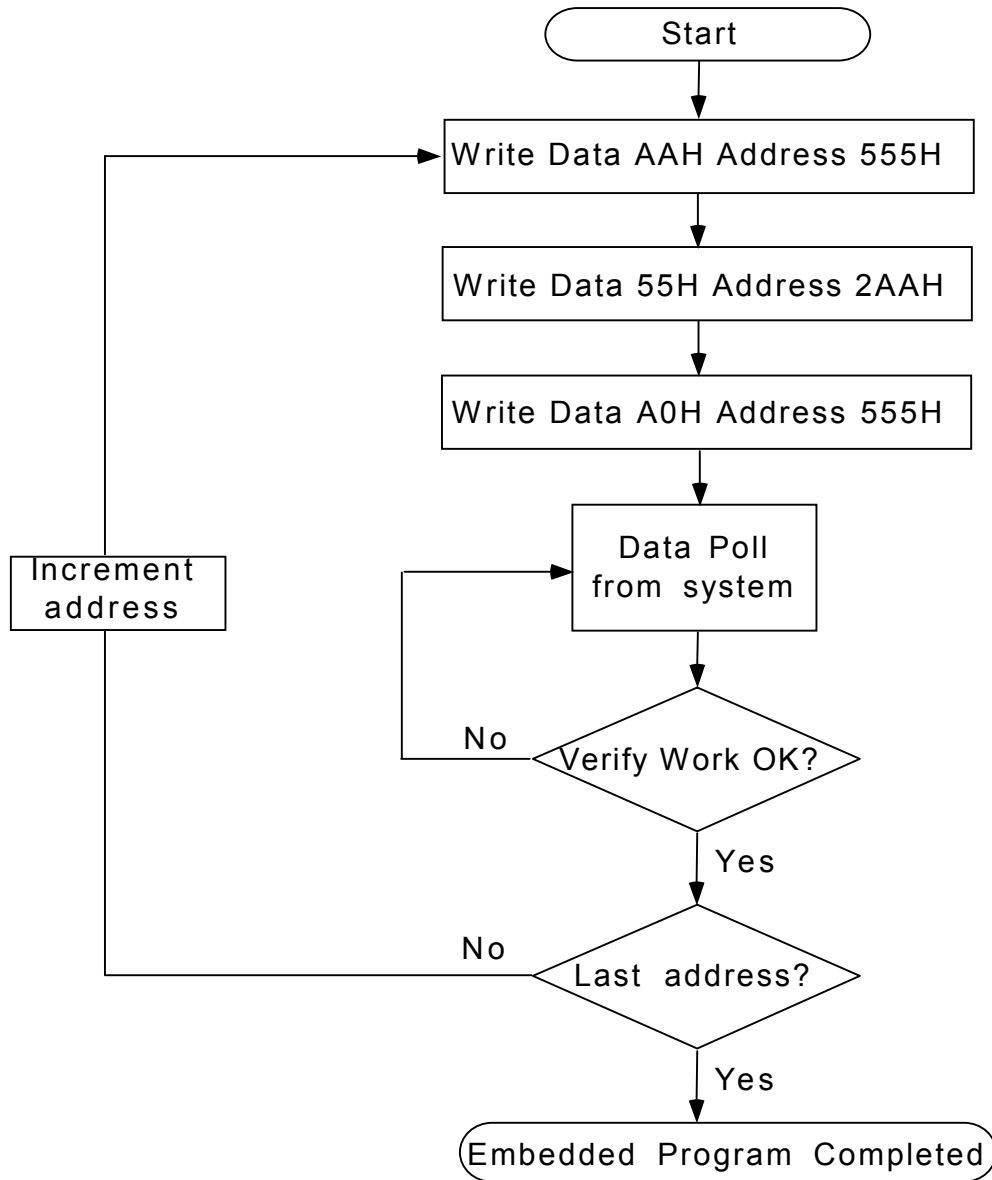 Start
Write Data AAH Address 555H
Write Data 55H Address 2AAH
Write Data A0H Address 555H
Increment
address
Data Poll
from system
No
Verify Work OK?
Yes
No
Last address?
Yes
Embedded Program Completed